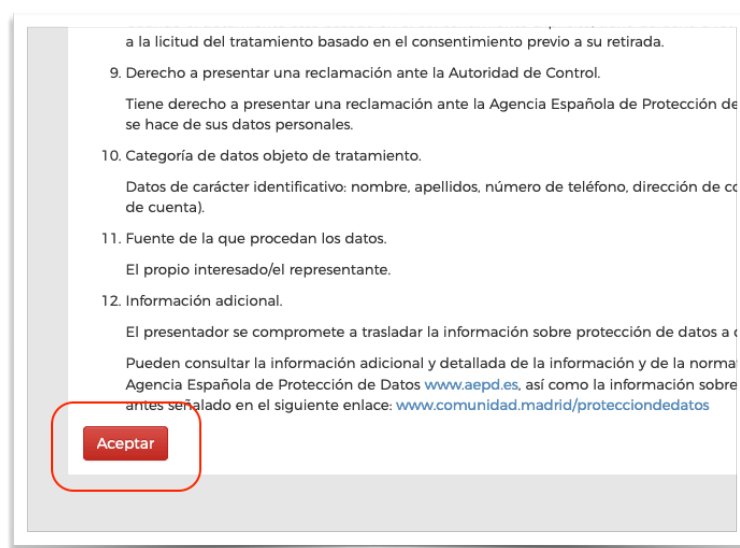 a la licitud del tratamiento basado en el consentimiento previo a su retirada.
9. Derecho a presentar una reclamación ante la Autoridad de Control.
Tiene derecho a presentar una reclamación ante la Agencia Española de Protección de
se hace de sus datos personales.
10. Categoría de datos objeto de tratamiento.
Datos de carácter identificativo: nombre, apellidos, número de teléfono, dirección de
de cuenta).
11. Fuente de la que procedan los datos.
El propio interesado/el representante.
12. Información adicional.
El presentador se compromete a trasladar la información sobre protección de datos a
Pueden consultar la información adicional y detallada de la información y de la
Agencia Española de Protección de Datos www.aepd.es, así como la información sobre
antes señalado en el siguiente enlace: www.comunidad.madrid/protecciondedatos
Aceptar